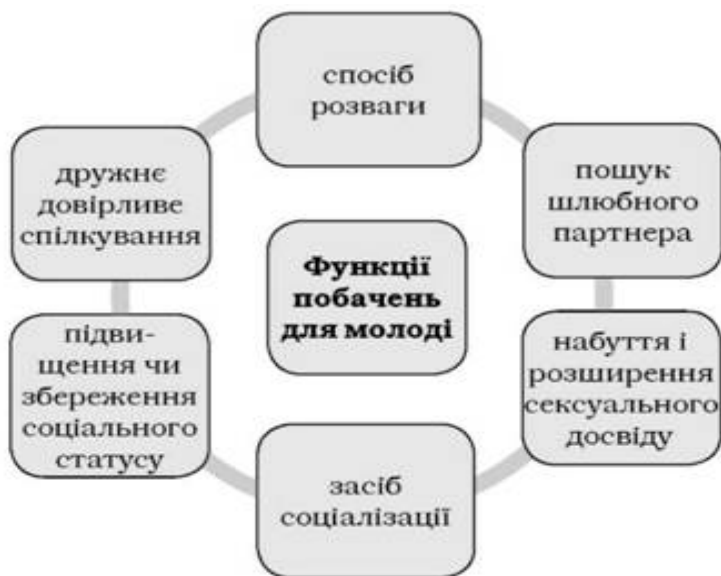 спосіб
розваги
дружнє
довірливе
спілкування
пошук
шлюбного
партнера
Функції
побачень
для молоді
підви-
щення чи
збереження
соціального
статусу
набуття і
розширення
сексуального
досвіду
засіб
соціалізації